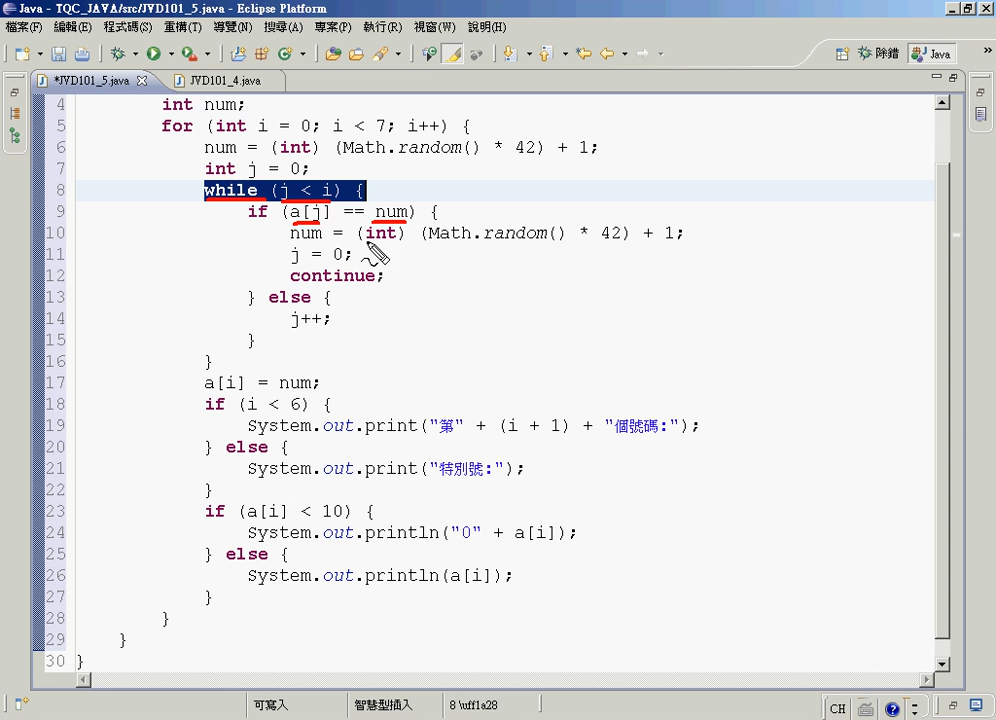 Java - TQC_JAVA/src/JVD101_5.java - Eclipse Platform
檔案(F) 編輯(E) 程式碼(S) 重構(T) 導覽(N) 搜尋(A) 專案(P) 執行(R) 視窗(W) 說明(H)
除錯 Java »
*JVD101_5.java JVD101_4.java
4 int num;
5 for (int i = 0; i < 7; i++) {
6 num = (int) (Math.random() * 42) + 1;
7 int j = 0;
8 while (j < i) {
9 if (a[j] == num) {
10 num = (int) (Math.random() * 42) + 1;
11 j = 0;
12 continue;
13 } else {
14 j++;
15 }
16 }
17 a[i] = num;
18 if (i < 6) {
19 System.out.print("第" + (i + 1) + "個號碼:");
20 } else {
21 System.out.print("特別號:");
22 }
23 if (a[i] < 10) {
24 System.out.println("0" + a[i]);
25 } else {
26 System.out.println(a[i]);
27 }
28 }
29 }
30 }
可寫入 智慧型插入 8 \uff1a28 CH